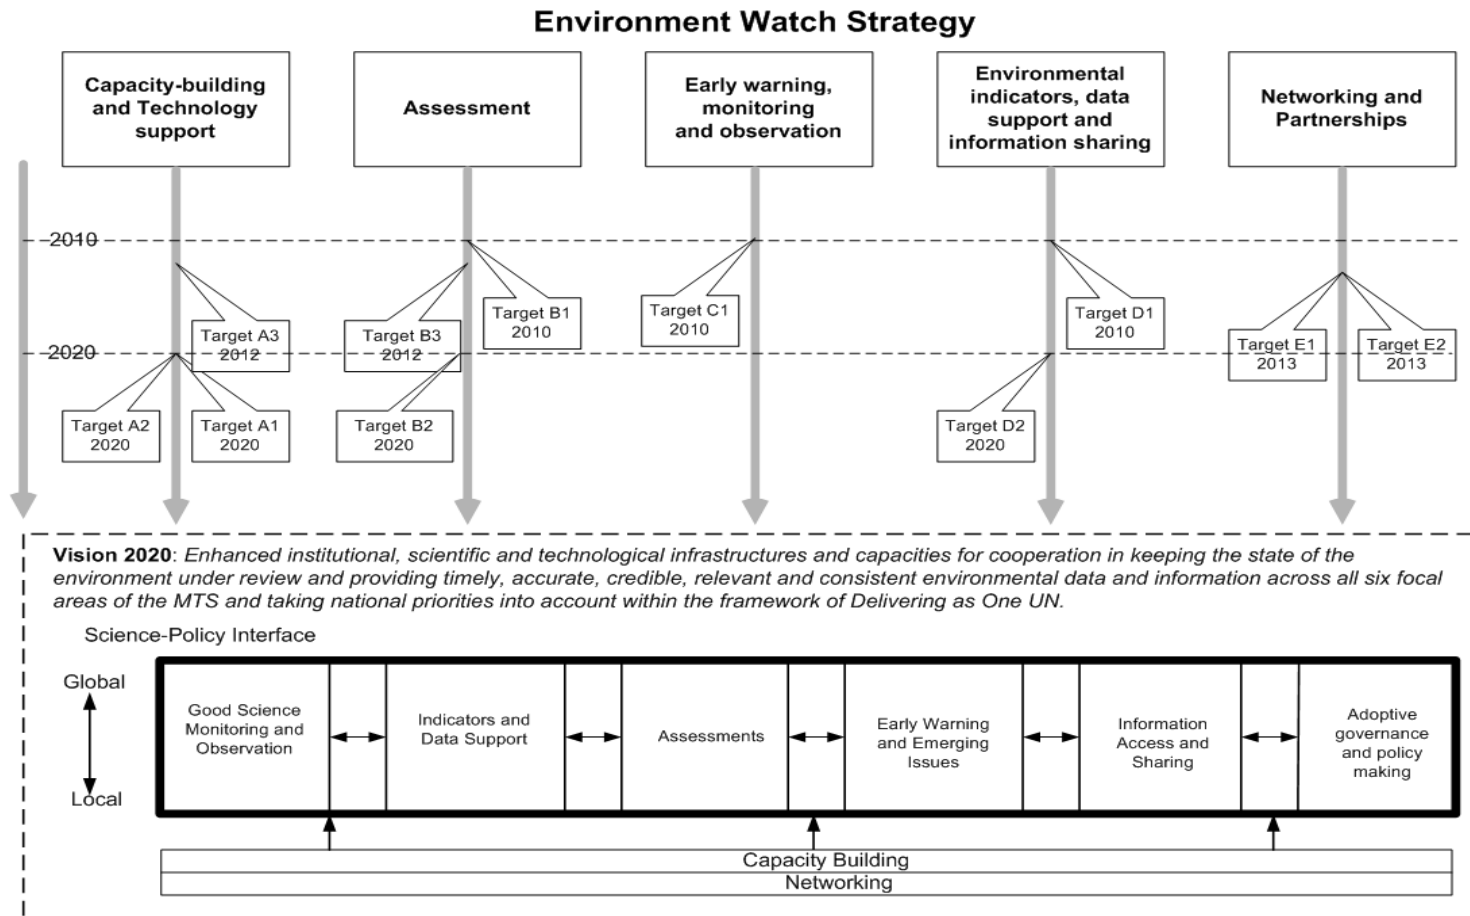 Environment Watch Strategy
Capacity-building
and Technology
support
Assessment
Early warning,
monitoring
and observation
Environmental
indicators, data
support and
information sharing
Networking and
Partnerships
2010
Target A3
2012
Target B3
2012
Target B1
2010
Target C1
2010
Target D1
2010
Target E1
2013
Target E2
2013
2020
Target A2
2020
Target A1
2020
Target B2
2020
Target D2
2020
Vision 2020: Enhanced institutional, scientific and technological infrastructures and capacities for cooperation in keeping the state of the
environment under review and providing timely, accurate, credible, relevant and consistent environmental data and information across all six focal
areas of the MTS and taking national priorities into account within the framework of Delivering as One UN.
Science-Policy Interface
Global
Local
Good Science
Monitoring and
Observation
Indicators and
Data Support
Assessments
Early Warning
and Emerging
Issues
Information
Access and
Sharing
Adoptive
governance
and policy
making
Capacity Building
Networking